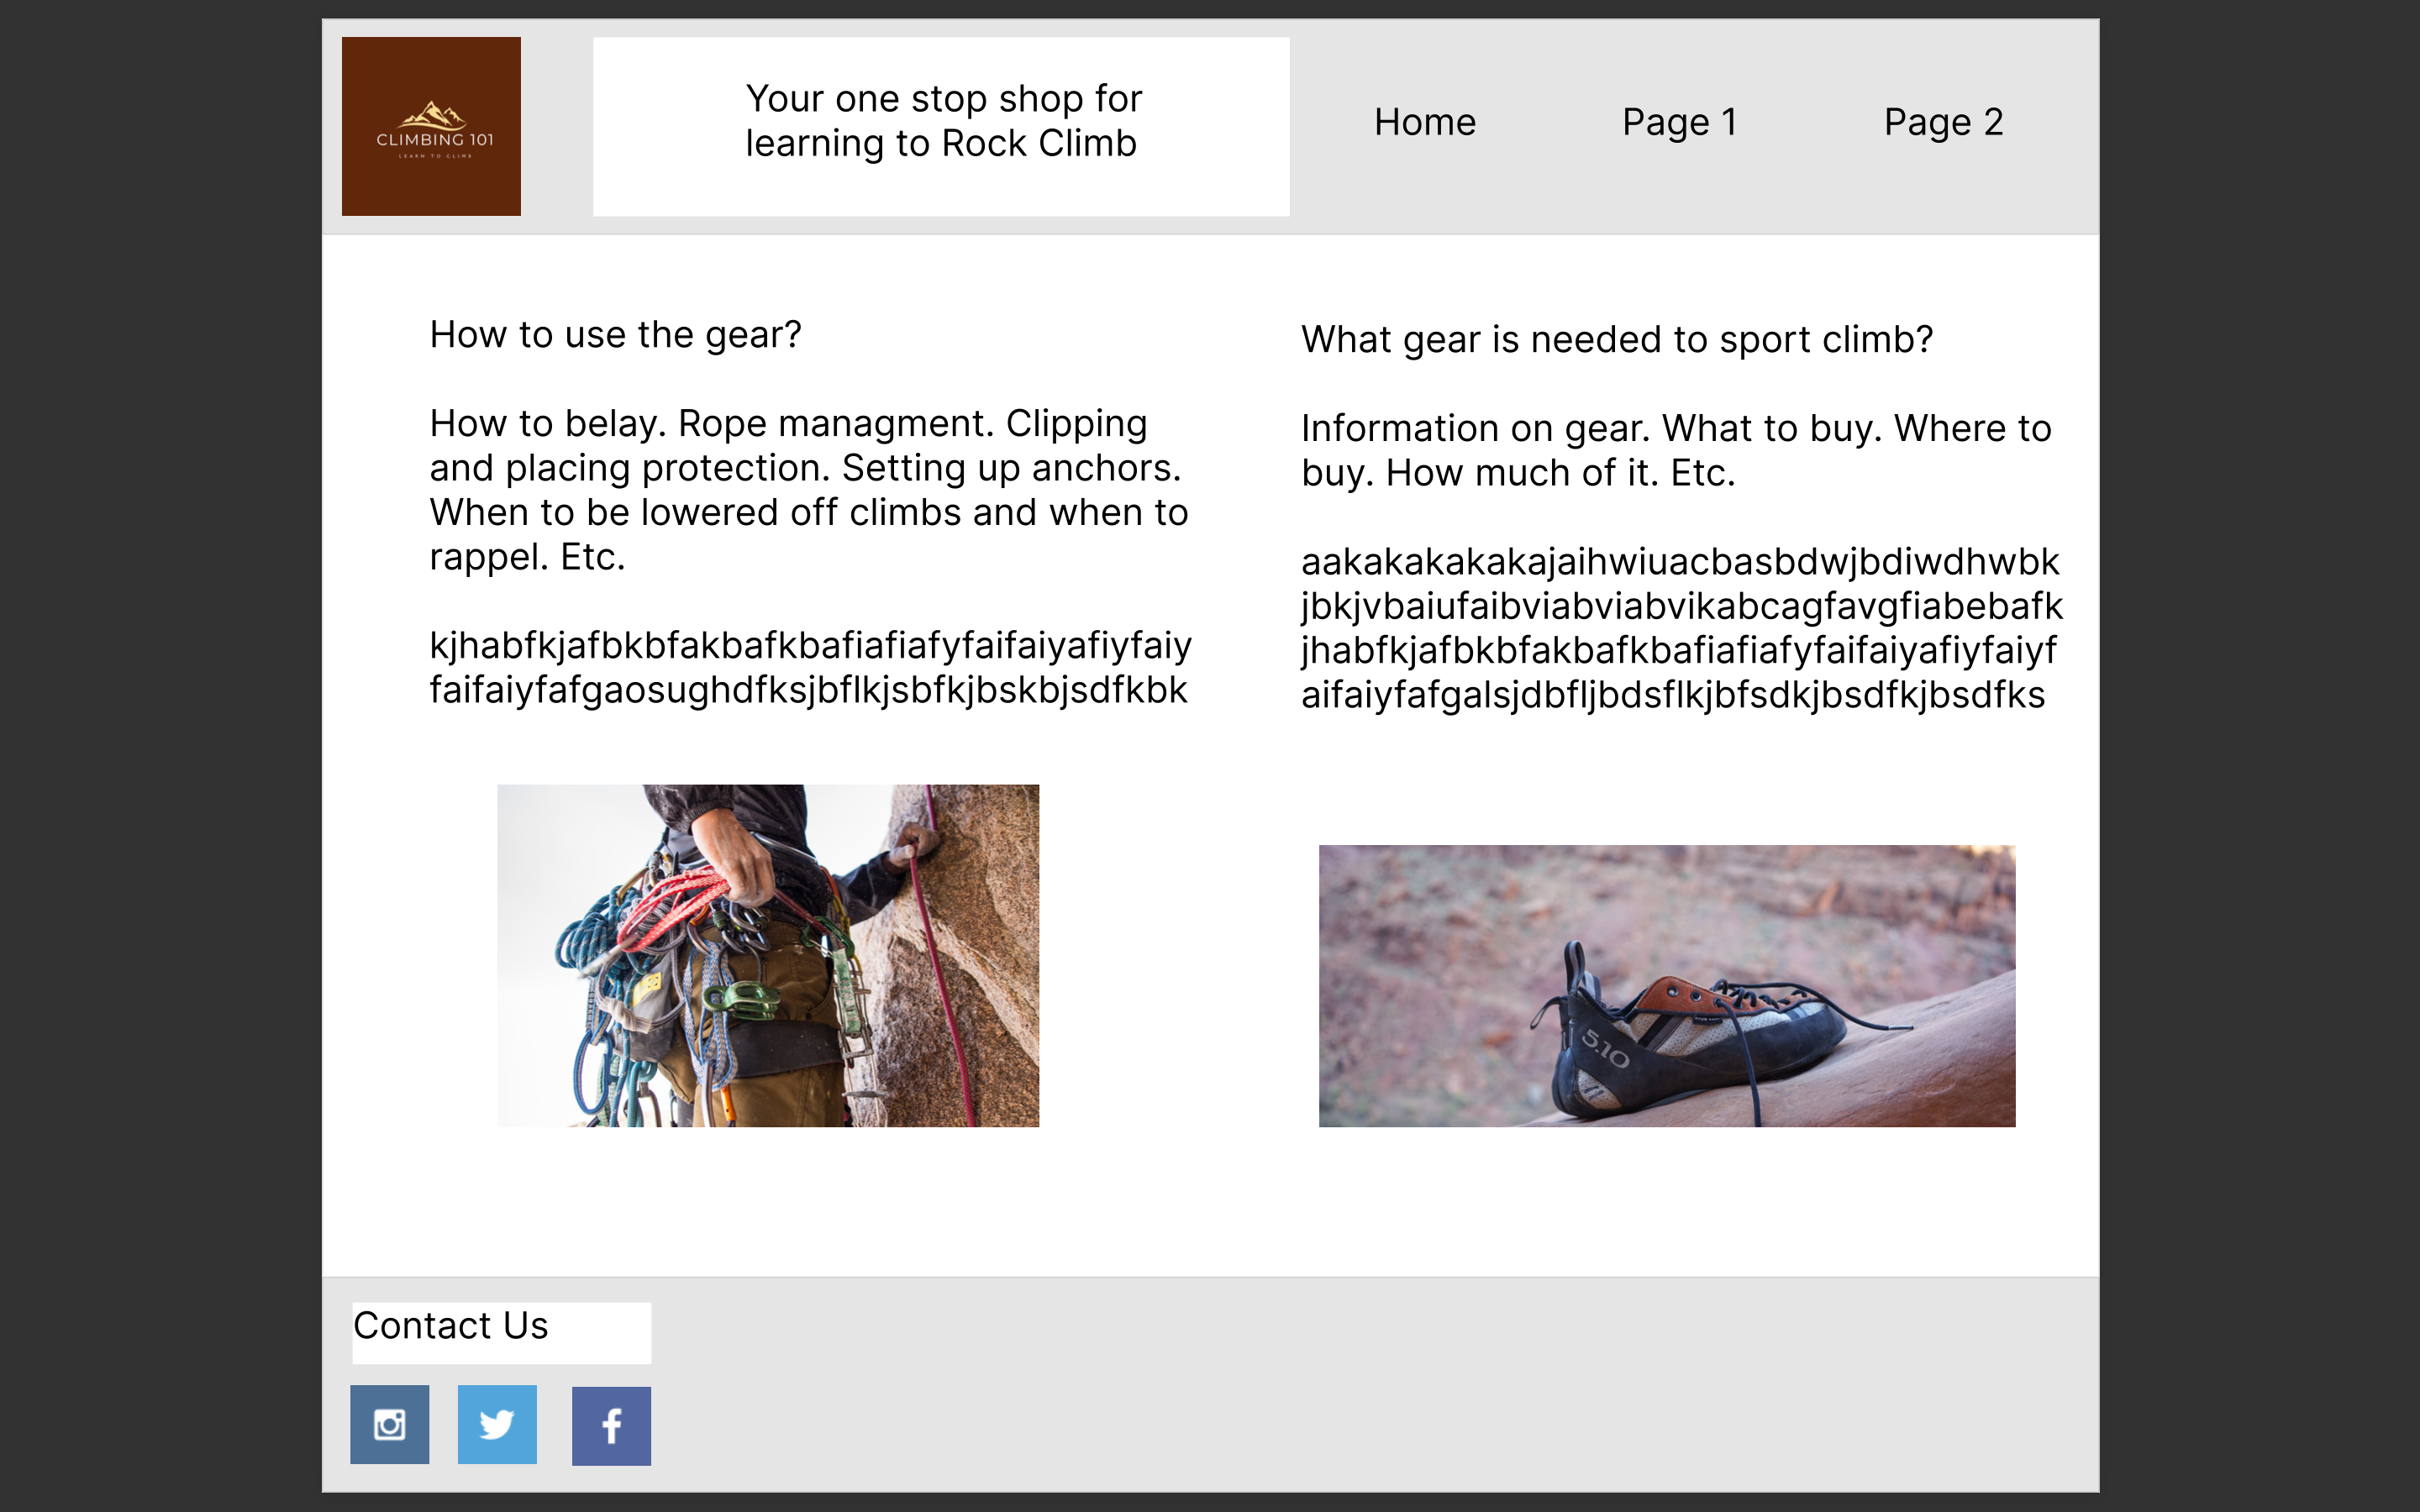 CLIMBING 101
LEARN TO CLIMB
Your one stop shop for
learning to Rock Climb
Home
Page 1
Page 2
How to use the gear?
How to belay. Rope managment. Clipping
and placing protection. Setting up anchors.
When to be lowered off climbs and when to
rappel. Etc.
kjhabfkjafbkbfakbafkbafiafiafyfaifaiyafiyfaiy
faifaiyfafgaosughdfksjbflkjsbfkjbskbjsdfkbk
What gear is needed to sport climb?
Information on gear. What to buy. Where to
buy. How much of it. Etc.
aakakakakakajaihwiuacbasbdwjbdiwdhwbk
jbkjvbaiufaibviabviabvikabcagfavgfiabebafk
jhabfkjafbkbfakbafkbafiafiafyfaifaiyafiyfaiyf
aifaiyfafgalsjdbfljbdsflkjbfsdkjbsdfkjbsdfks
5.10
Contact Us